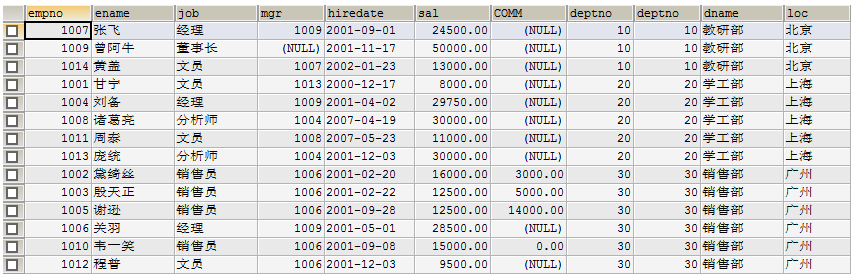 empno ename job mgr hiredate sal COMM deptno deptno dname loc
1007 张飞 经理 1009 2001-09-01 24500.00 (NULL) 10 10 教研部 北京
1009 曾阿牛 董事长 (NULL) 2001-11-17 50000.00 (NULL) 10 10 教研部 北京
1014 黄盖 文员 1007 2002-01-23 13000.00 (NULL) 10 10 教研部 北京
1001 甘宁 文员 1013 2000-12-17 8000.00 (NULL) 20 20 学工部 上海
1004 刘备 经理 1009 2001-04-02 29750.00 (NULL) 20 20 学工部 上海
1008 诸葛亮 分析师 1004 2007-04-19 30000.00 (NULL) 20 20 学工部 上海
1011 周泰 文员 1008 2007-05-23 11000.00 (NULL) 20 20 学工部 上海
1013 庞统 分析师 1004 2001-12-03 30000.00 (NULL) 20 20 学工部 上海
1002 黛绮丝 销售员 1006 2001-02-20 16000.00 3000.00 30 30 销售部 广州
1003 殷天正 销售员 1006 2001-02-22 12500.00 5000.00 30 30 销售部 广州
1005 谢逊 销售员 1006 2001-09-28 12500.00 14000.00 30 30 销售部 广州
1006 关羽 经理 1009 2001-05-01 28500.00 (NULL) 30 30 销售部 广州
1010 韦一笑 销售员 1006 2001-09-08 15000.00 0.00 30 30 销售部 广州
1012 程普 文员 1006 2001-12-03 9500.00 (NULL) 30 30 销售部 广州